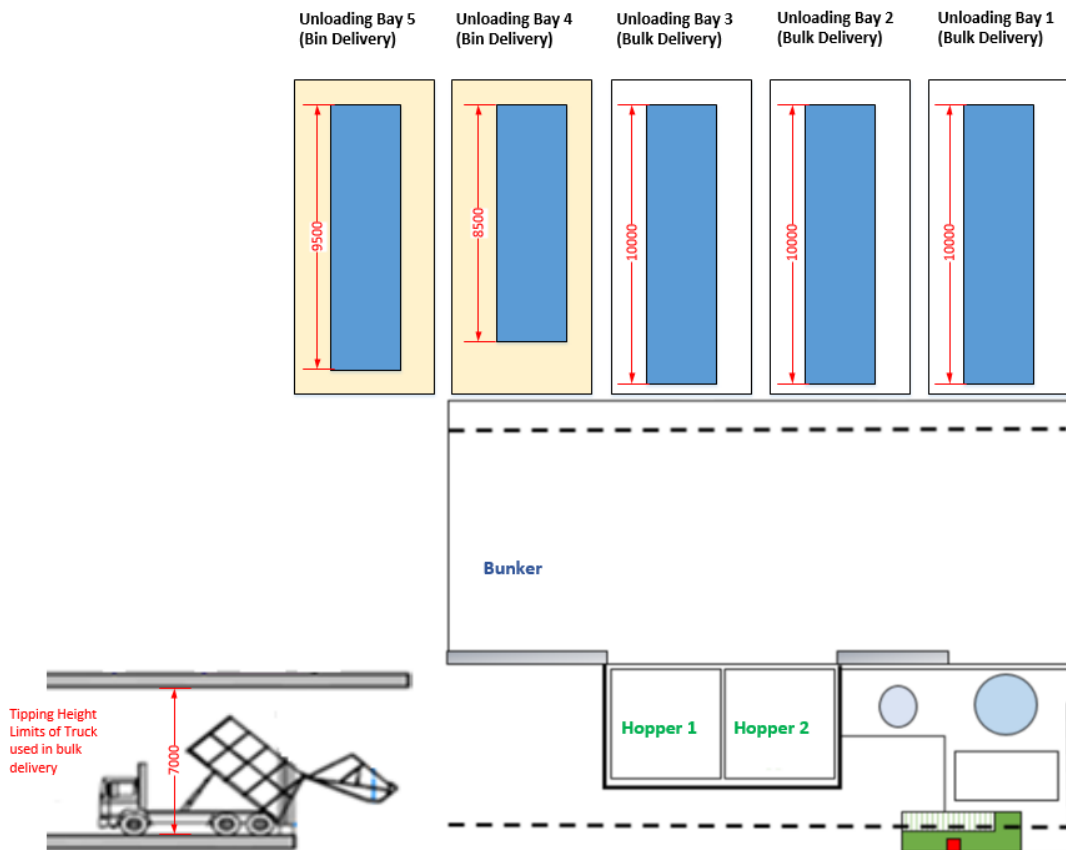 Unloading Bay 5
(Bin Delivery)
Unloading Bay 4
(Bin Delivery)
Unloading Bay 3
(Bulk Delivery)
Unloading Bay 2
(Bulk Delivery)
Unloading Bay 1
(Bulk Delivery)
9500
8500
10000
10000
10000
Bunker
Tipping Height
Limits of Truck
used in bulk
delivery
7000
Hopper 1
Hopper 2